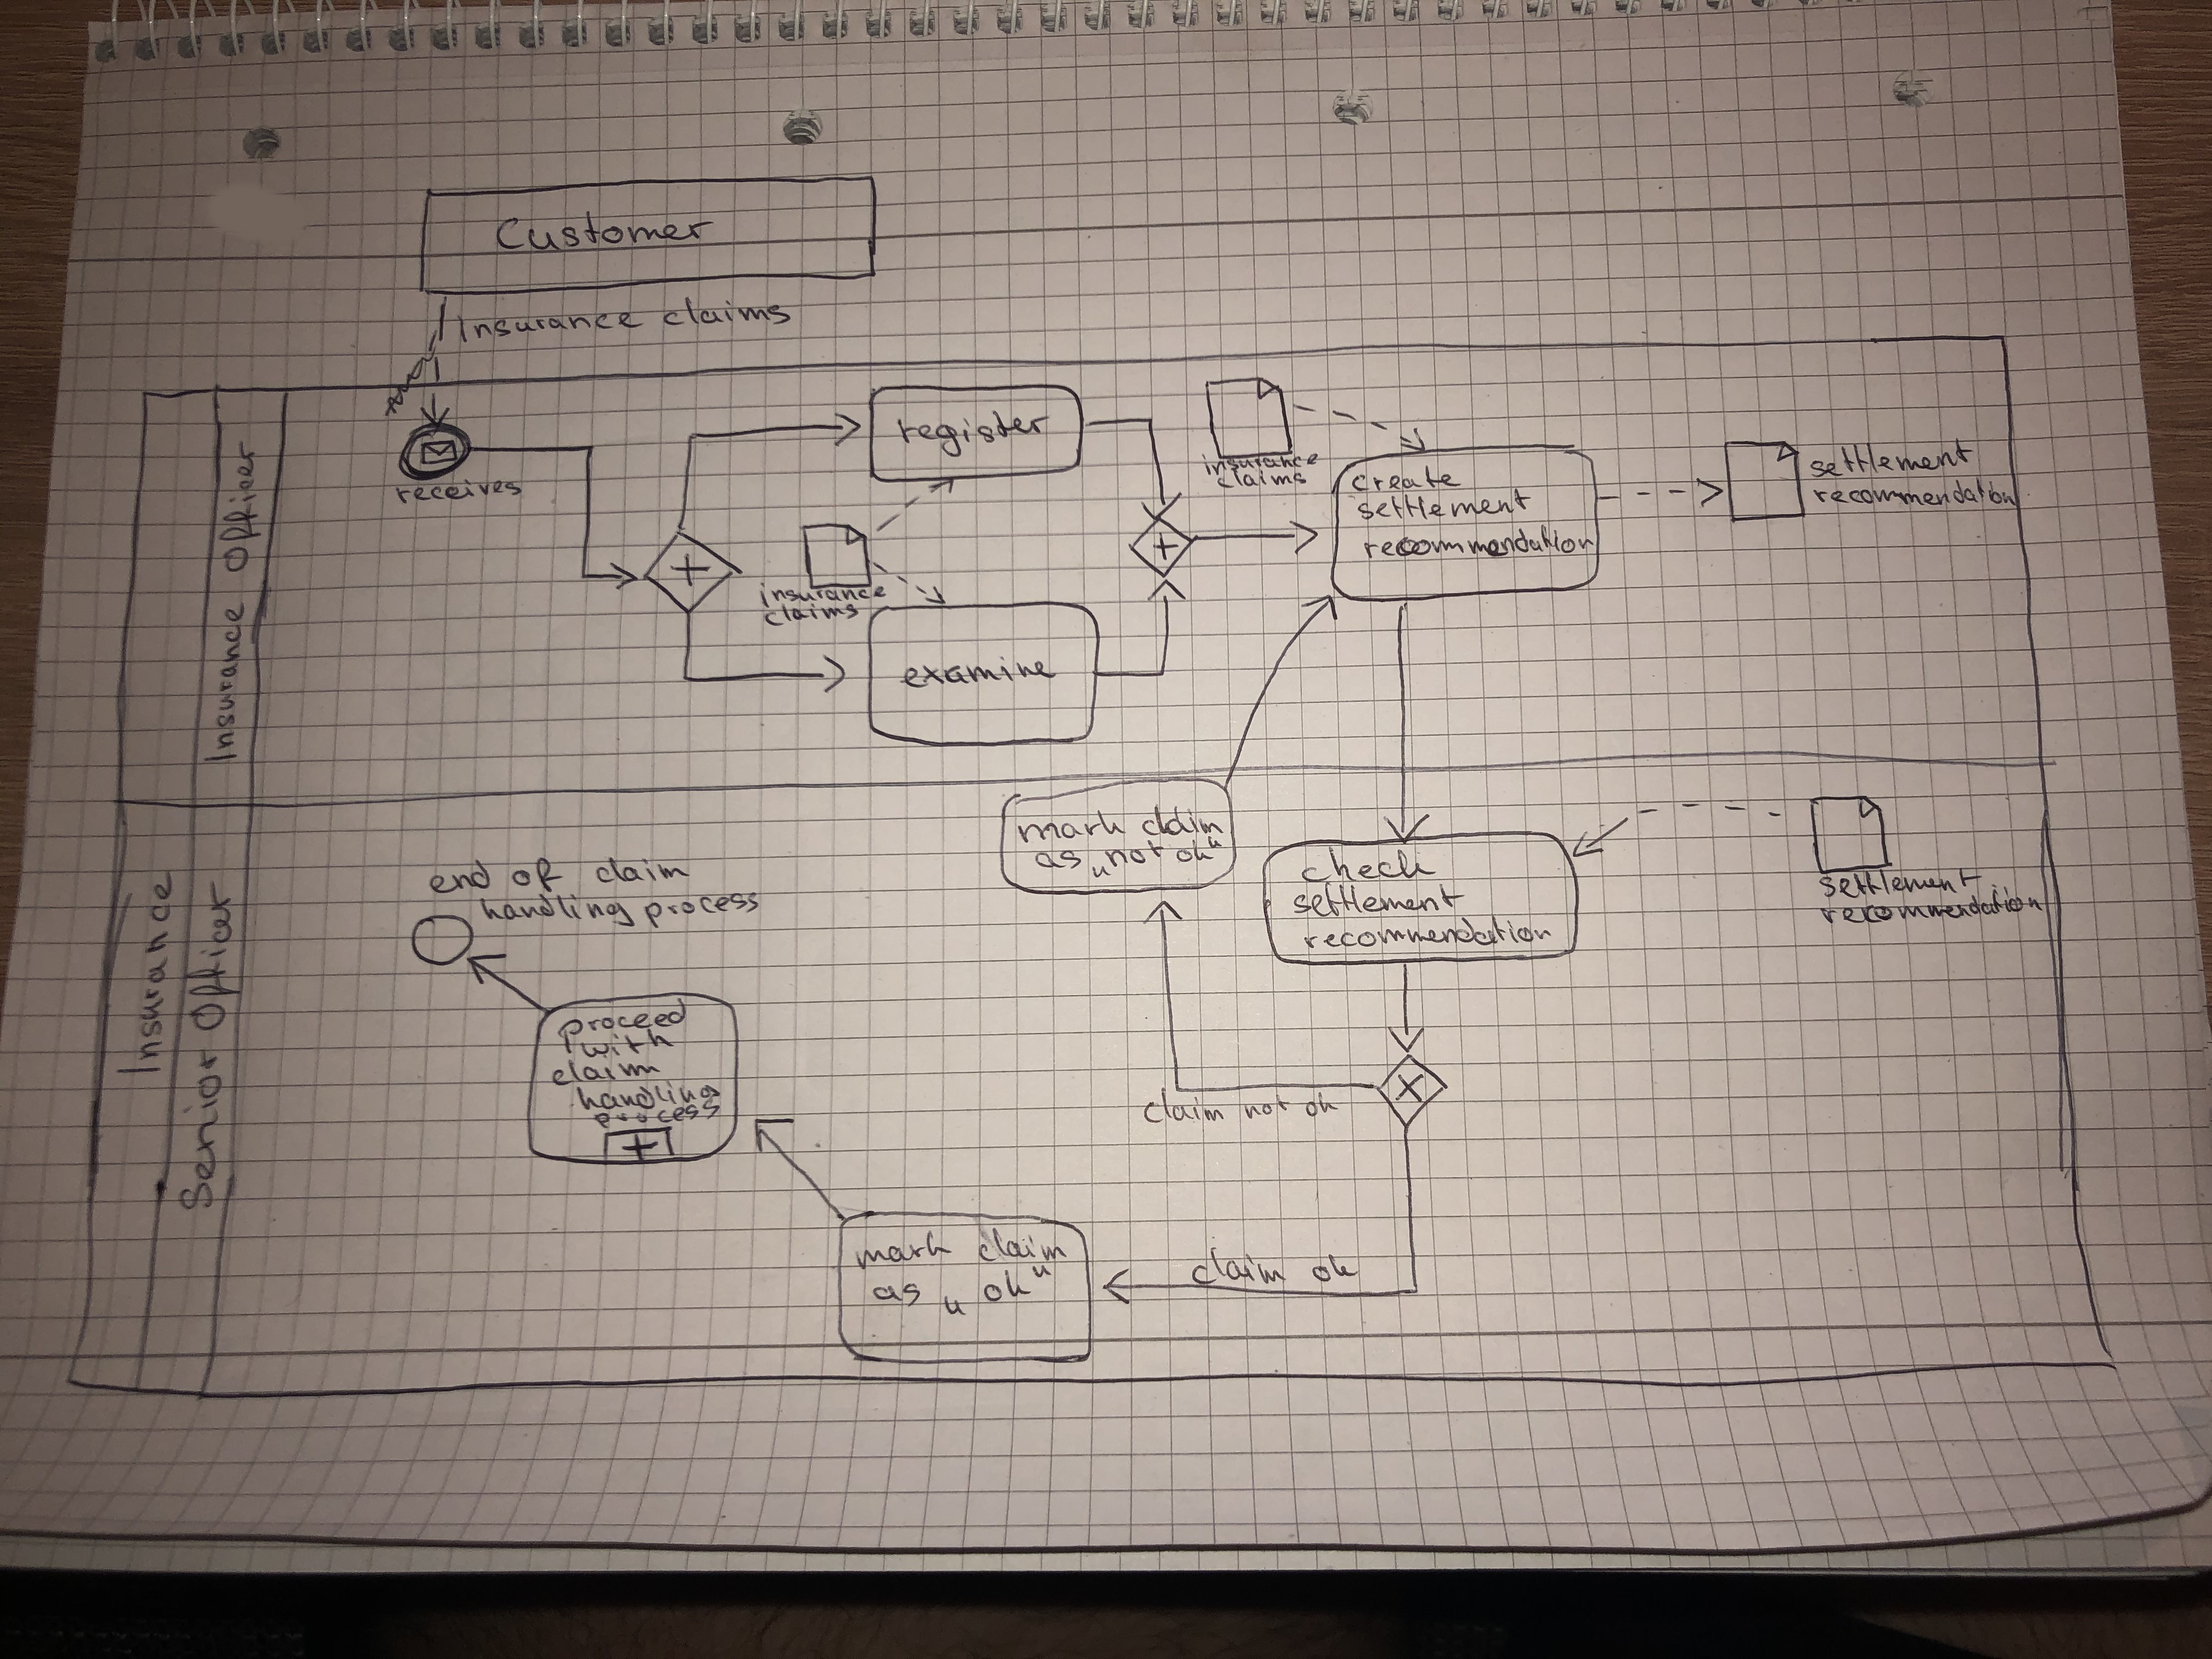 Customer
Insurance claims
Insurance Offier
receives
register
insurance
claims
examine
insurance
claims
create
settlement
recommendation
settlement
recommendation
Insurance
Senior Officer
mark claim
as „not ok"
check
settlement
recommendation
settlement
recommendation
end of claim
handling process
proceed
with
claim
handling
process
claim not ok
claim ok
mark claim
as „ok"